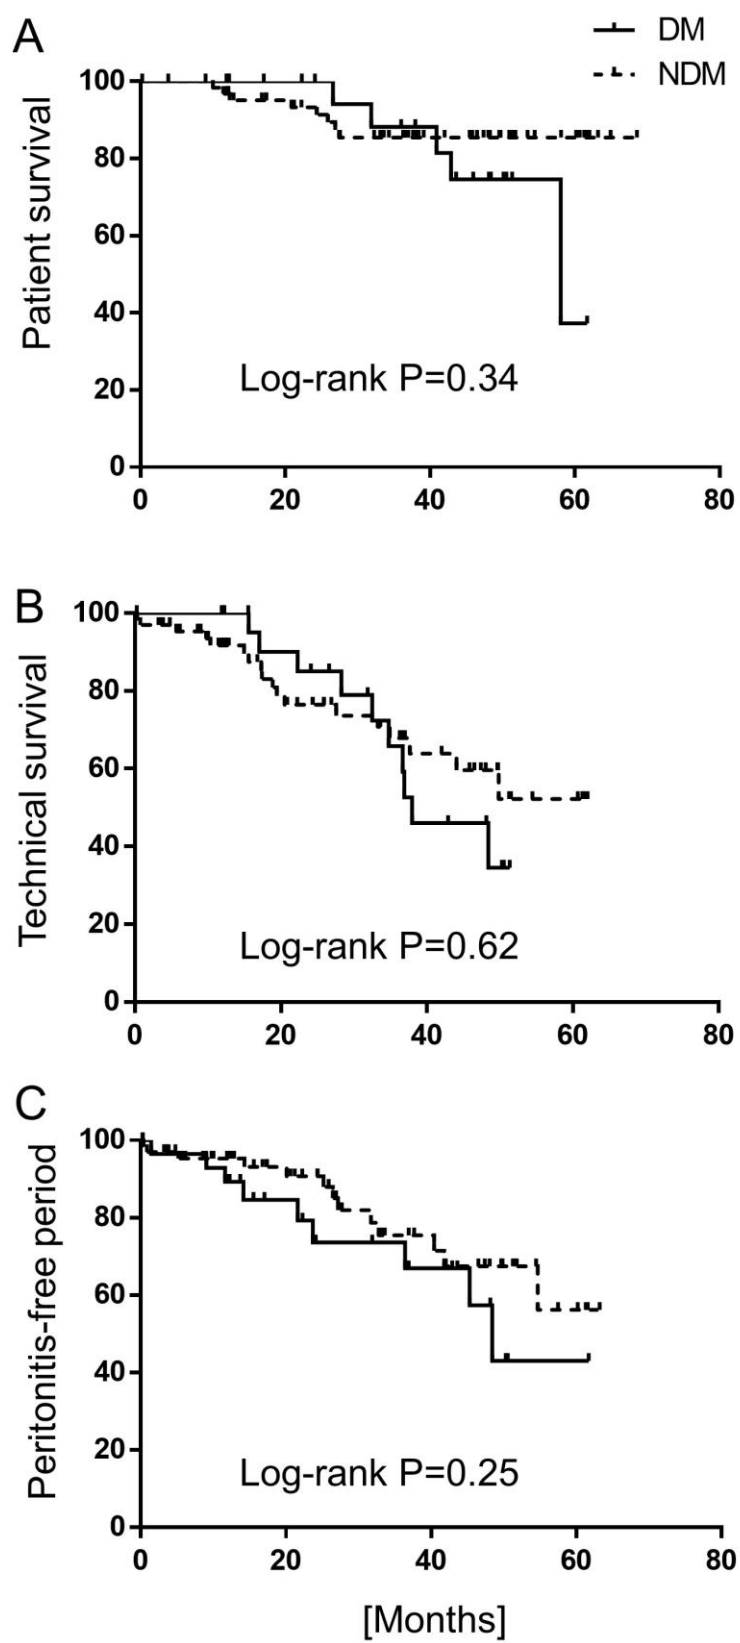 A
DM
NDM
Patient survival
100
80
60
40
20
0
Log-rank P=0.34
0 20 40 60 80
B
Technical survival
100
80
60
40
20
0
Log-rank P=0.62
0 20 40 60 80
C
Peritonitis-free period
100
80
60
40
20
0
Log-rank P=0.25
0 20 40 60 80
[Months]